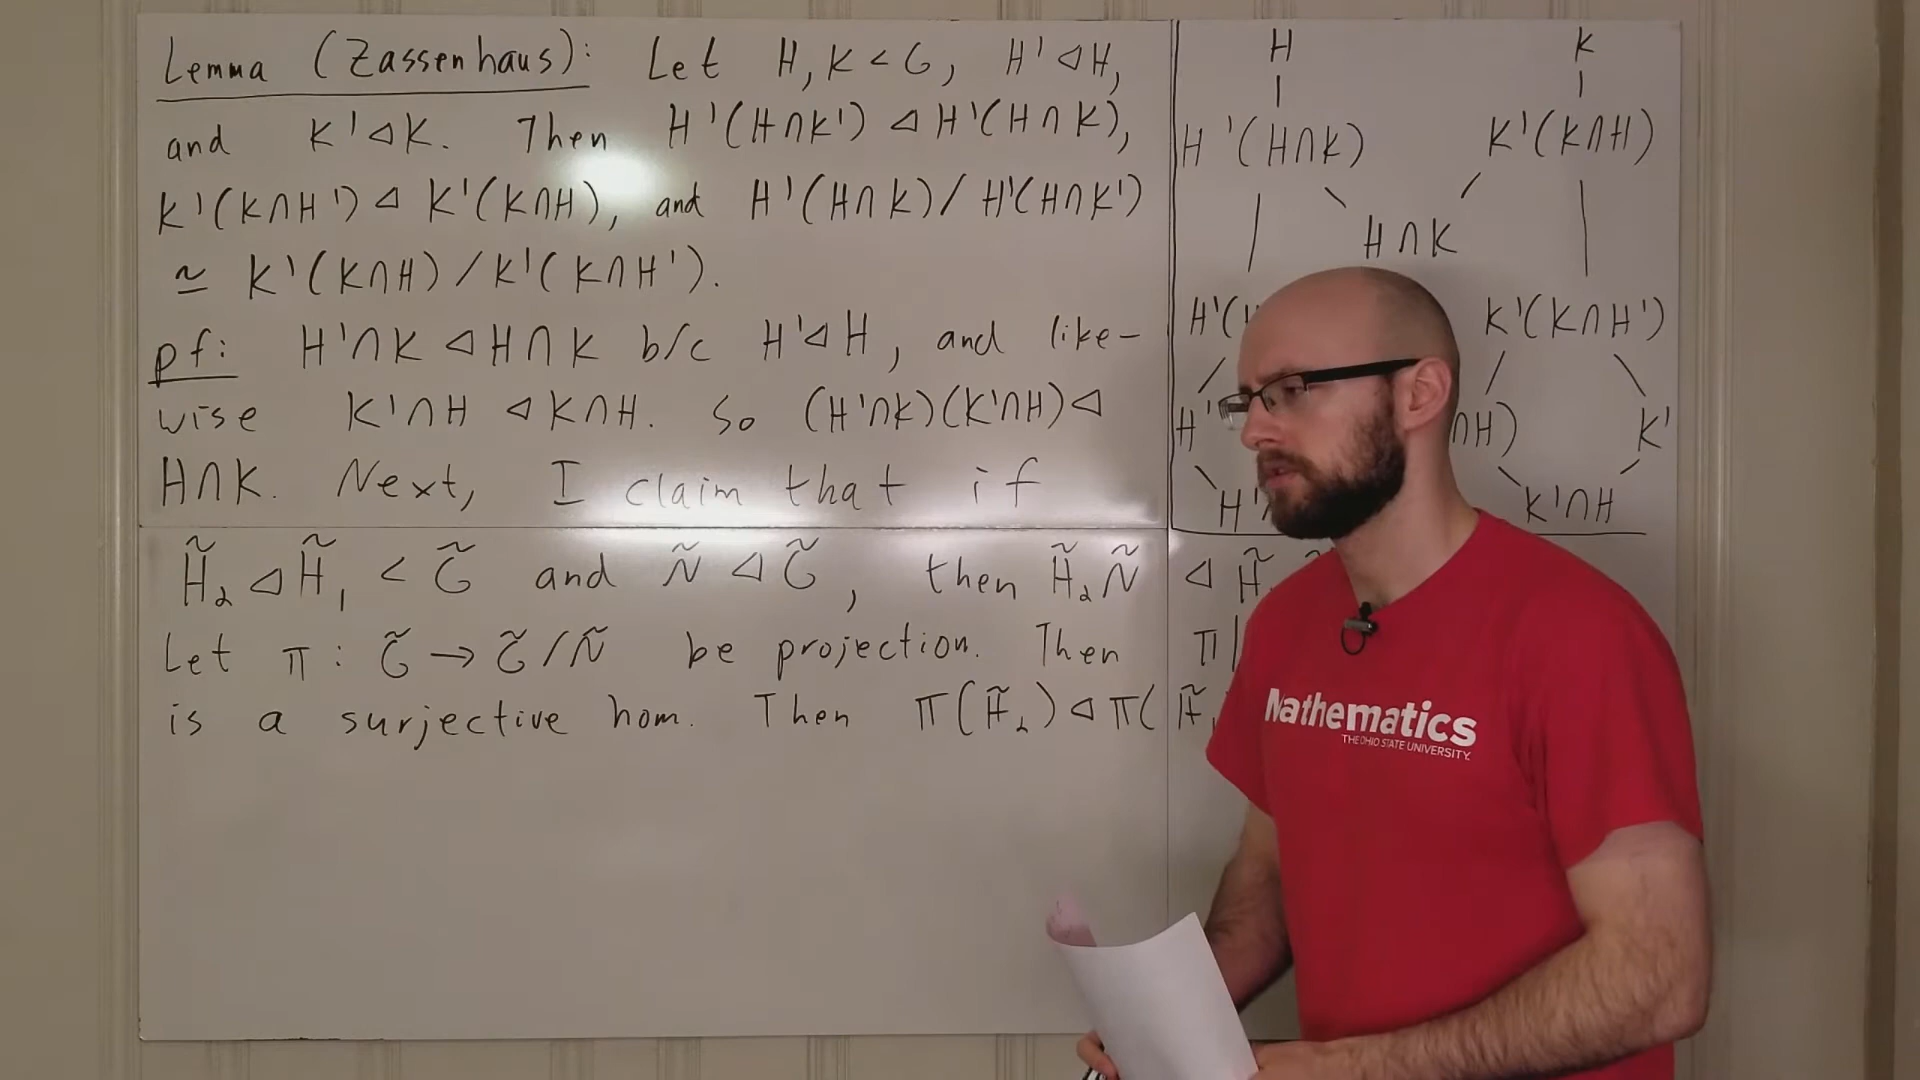 Lemma (Zassenhaus): Let H, K < G, H' ⊲ H,
and K' ⊲ K. Then H'(H∩K') ⊲ H'(H∩K),
K'(K∩H') ⊲ K'(K∩H), and H'(H∩K)/H'(H∩K')
≃ K'(K∩H)/K'(K∩H').
pf: H'∩K ⊲ H∩K b/c H' ⊲ H, and like-
wise K'∩H ⊲ K∩H. So (H'∩K)(K'∩H) ⊲
H∩K. Next, I claim that if
H̃₂ ⊲ H̃₁ < G̃ and Ñ ⊲ G̃, then H̃₂Ñ ⊲ H̃
Let π: G̃ → G̃/Ñ be projection. Then π|
is a surjective hom. Then π(H̃₂) ⊲ π(H̃
H K
H'(H∩K) K'(K∩H)
H∩K
H'( K'(K∩H')
H' ∩H) K'
H' K'∩H
Mathematics
THE OHIO STATE UNIVERSITY